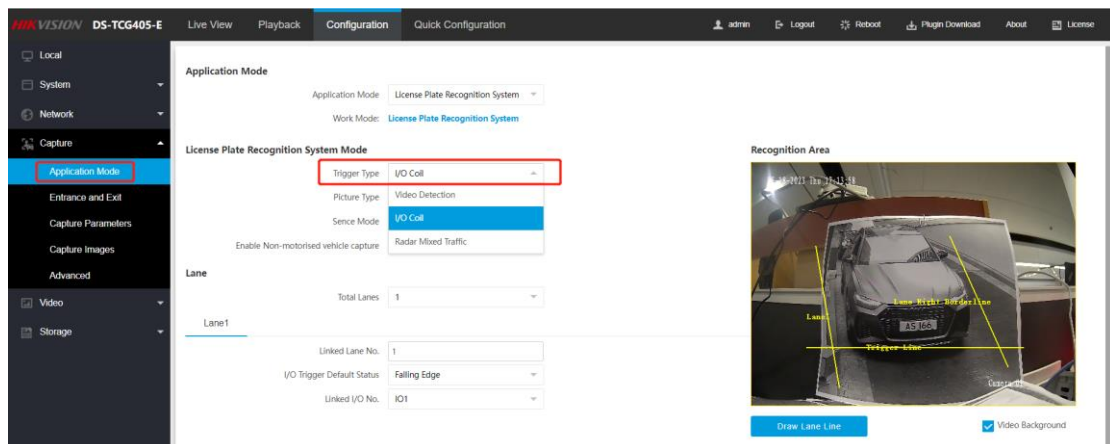 HIKVISION DS-TCG405-E Live View Playback Configuration Quick Configuration admin Logout Reboot Plugin Download About License
Local
System
Network
Capture
Application Mode
Entrance and Exit
Capture Parameters
Capture Images
Advanced
Video
Storage
Application Mode
Application Mode License Plate Recognition System
Work Mode: License Plate Recognition System
License Plate Recognition System Mode
Trigger Type I/O Coil
Picture Type Video Detection
Sence Mode I/O Coil
Enable Non-motorised vehicle capture Radar Mixed Traffic
Lane
Total Lanes 1
Lane1
Linked Lane No. 1
I/O Trigger Default Status Falling Edge
Linked I/O No. IO1
Recognition Area
Thu
Lane Right Borderline
Lane1
AS 166
Trigger Line
Camera 01
Draw Lane Line Video Background